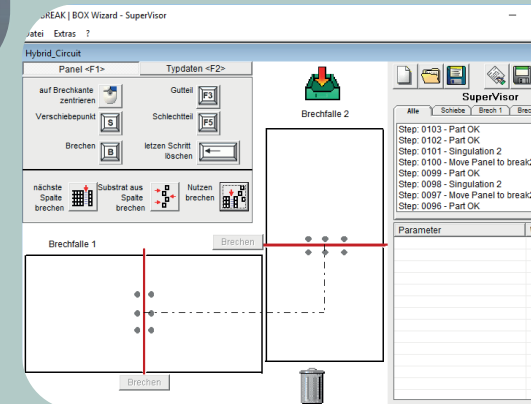 REAK | BOX Wizard - SuperVisor
atei Extras ?
Hybrid_Circuit
Panel <F1> Typdaten <F2>
auf Brechkante
zentrieren
Gutteil
F3
Verschiebepunkt
S
Schlechtteil
F5
Brechen
B
letzen Schritt
löschen
nächste
Spalte
brechen
Substrat aus
Spalte
brechen
Nutzen
brechen
Brechfalle 1
Brechen
Brechen
Brechfalle 2
SuperVisor
Alle Schiebe Brech 1 Brec
Step: 0103 - Part OK
Step: 0102 - Part OK
Step: 0101 - Singulation 2
Step: 0100 - Move Panel to break2
Step: 0099 - Part OK
Step: 0098 - Singulation 2
Step: 0097 - Move Panel to break2
Step: 0096 - Part OK
Parameter